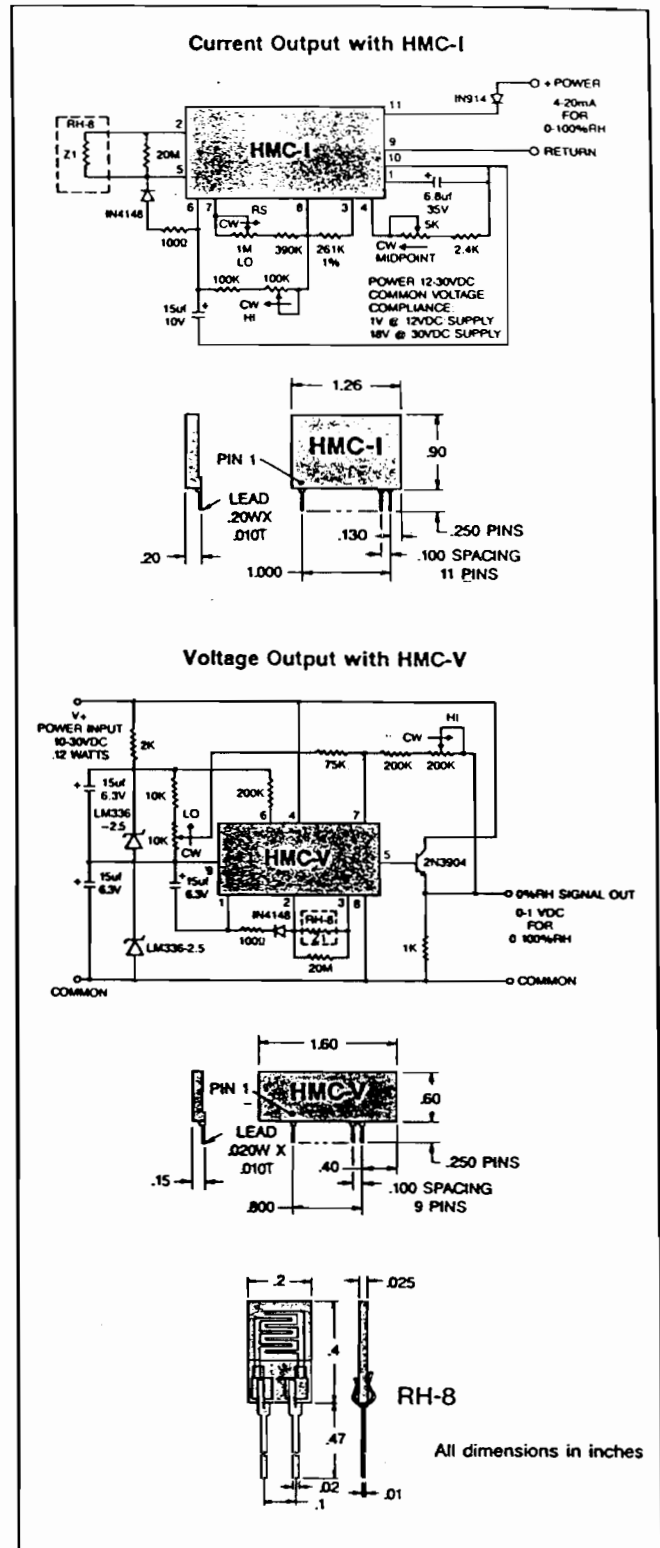 Current Output with HMC-I
RH-8
Z1
2
20M
5
IN4148
100Ω
HMC-I
11
IN914
+ POWER
4-20mA
FOR
0-100%RH
9
RETURN
10
1
6.8uf
35V
6
7
RS
CW
1M
LO
390K
8
261K
1%
3
4
5K
CW
MIDPOINT
2.4K
100K
100K
CW
HI
15uf
10V
POWER 12-30VDC
COMMON VOLTAGE
COMPLIANCE:
1V @ 12VDC SUPPLY
18V @ 30VDC SUPPLY
1.26
HMC-I
PIN 1
.90
LEAD
.20WX
.010T
.20
.130
.250 PINS
.100 SPACING
11 PINS
1.000
Voltage Output with HMC-V
V+
POWER INPUT
10-30VDC
.12 WATTS
2K
15uf
6.3V
LM336
-2.5
10K
LO
10K
CW
200K
75K
200K
CW
HI
200K
6
4
7
HMC-V
5
2N3904
9
1
2
3
8
15uf
6.3V
15uf
6.3V
IN4148
RH-8
Z1
100Ω
20M
LM336-2.5
1K
0%RH SIGNAL OUT
0-1 VDC
FOR
0 100%RH
COMMON
COMMON
1.60
PIN 1
HMC-V
.60
LEAD
.020W X
.010T
.15
.40
.250 PINS
.100 SPACING
9 PINS
.800
.2
.025
.4
RH-8
.47
.02
.1
.01
All dimensions in inches